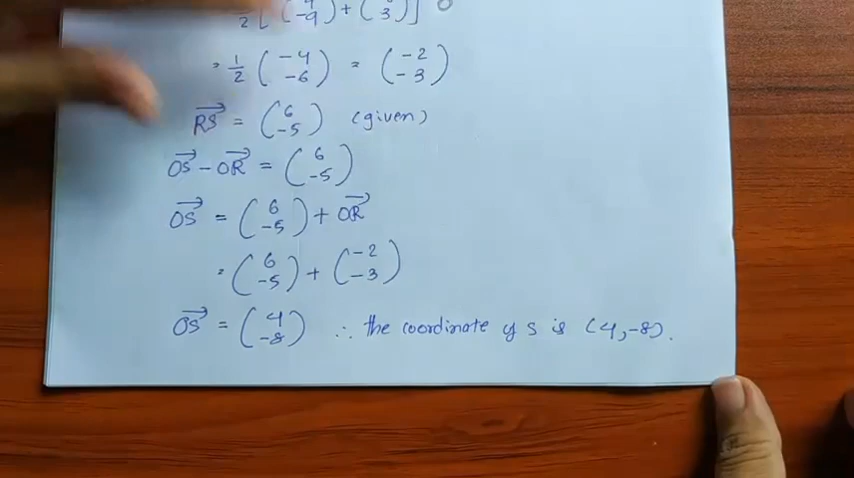 = 1/2 (-4 -6) = (-2 -3)
RS = (6 -5) (given)
OS - OR = (6 -5)
OS = (6 -5) + OR
= (6 -5) + (-2 -3)
OS = (4 -8) ∴ the coordinate of S is (4,-8).